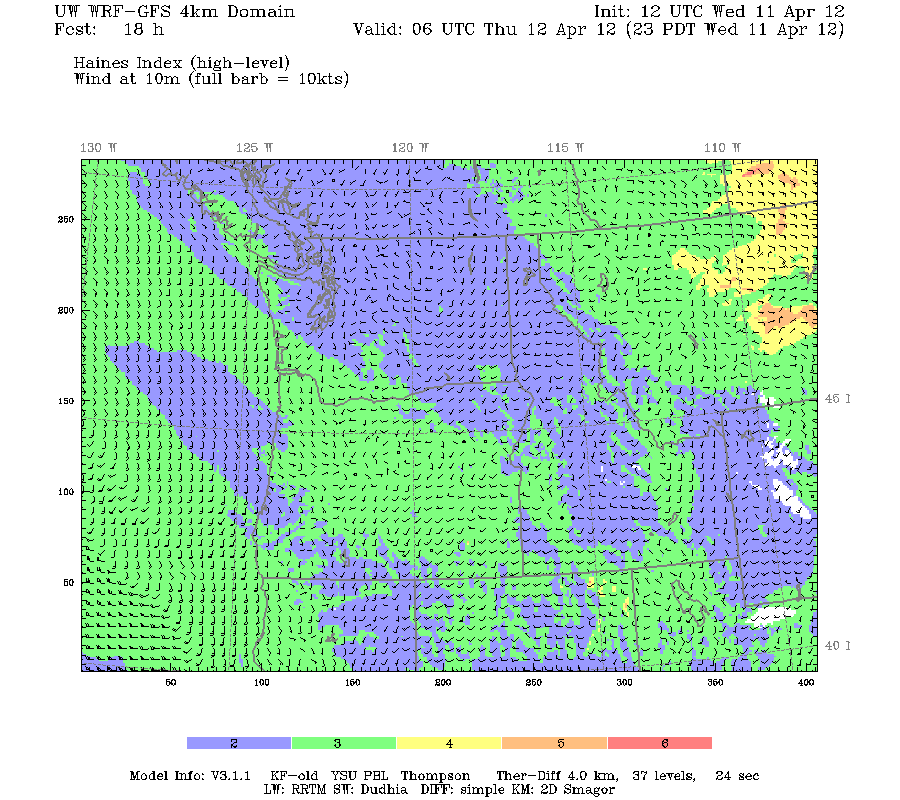 UW WRF-GFS 4km Domain Init: 12 UTC Wed 11 Apr 12
Fcst: 18 h Valid: 06 UTC Thu 12 Apr 12 (23 PDT Wed 11 Apr 12)
Haines Index (high-level)
Wind at 10m (full barb = 10kts)
130 W 125 W 120 W 115 W 110 W
250
200
150 45 N
100
50
40 N
50 100 150 200 250 300 350 400
2 3 4 5 6
Model Info: V3.1.1 KF-old YSU PBL Thompson Ther-Diff 4.0 km, 37 levels, 24 sec
LW: RRTM SW: Dudhia DIFF: simple KM: 2D Smagor